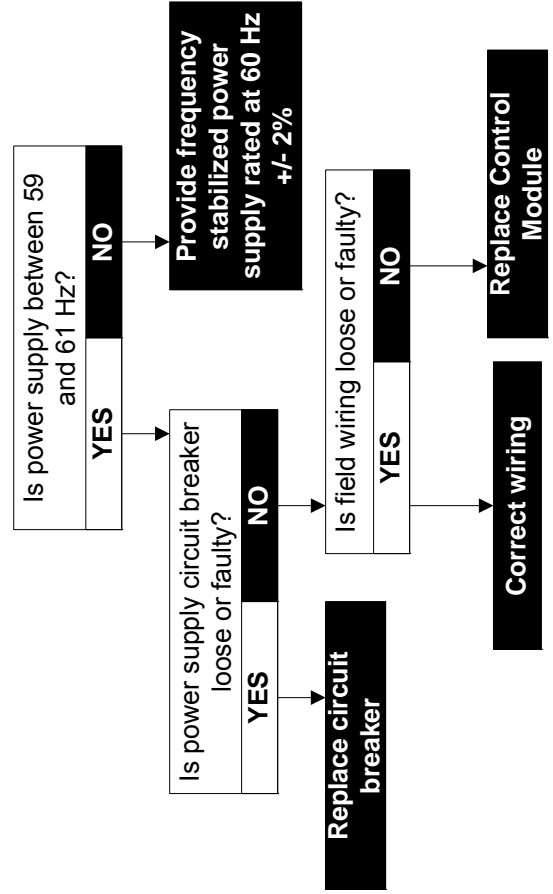 Is power supply between 59
and 61 Hz?
YES
NO
Provide frequency
stabilized power
supply rated at 60 Hz
+/- 2%
Is power supply circuit breaker
loose or faulty?
YES
NO
Replace circuit
breaker
Is field wiring loose or faulty?
YES
NO
Correct wiring
Replace Control
Module